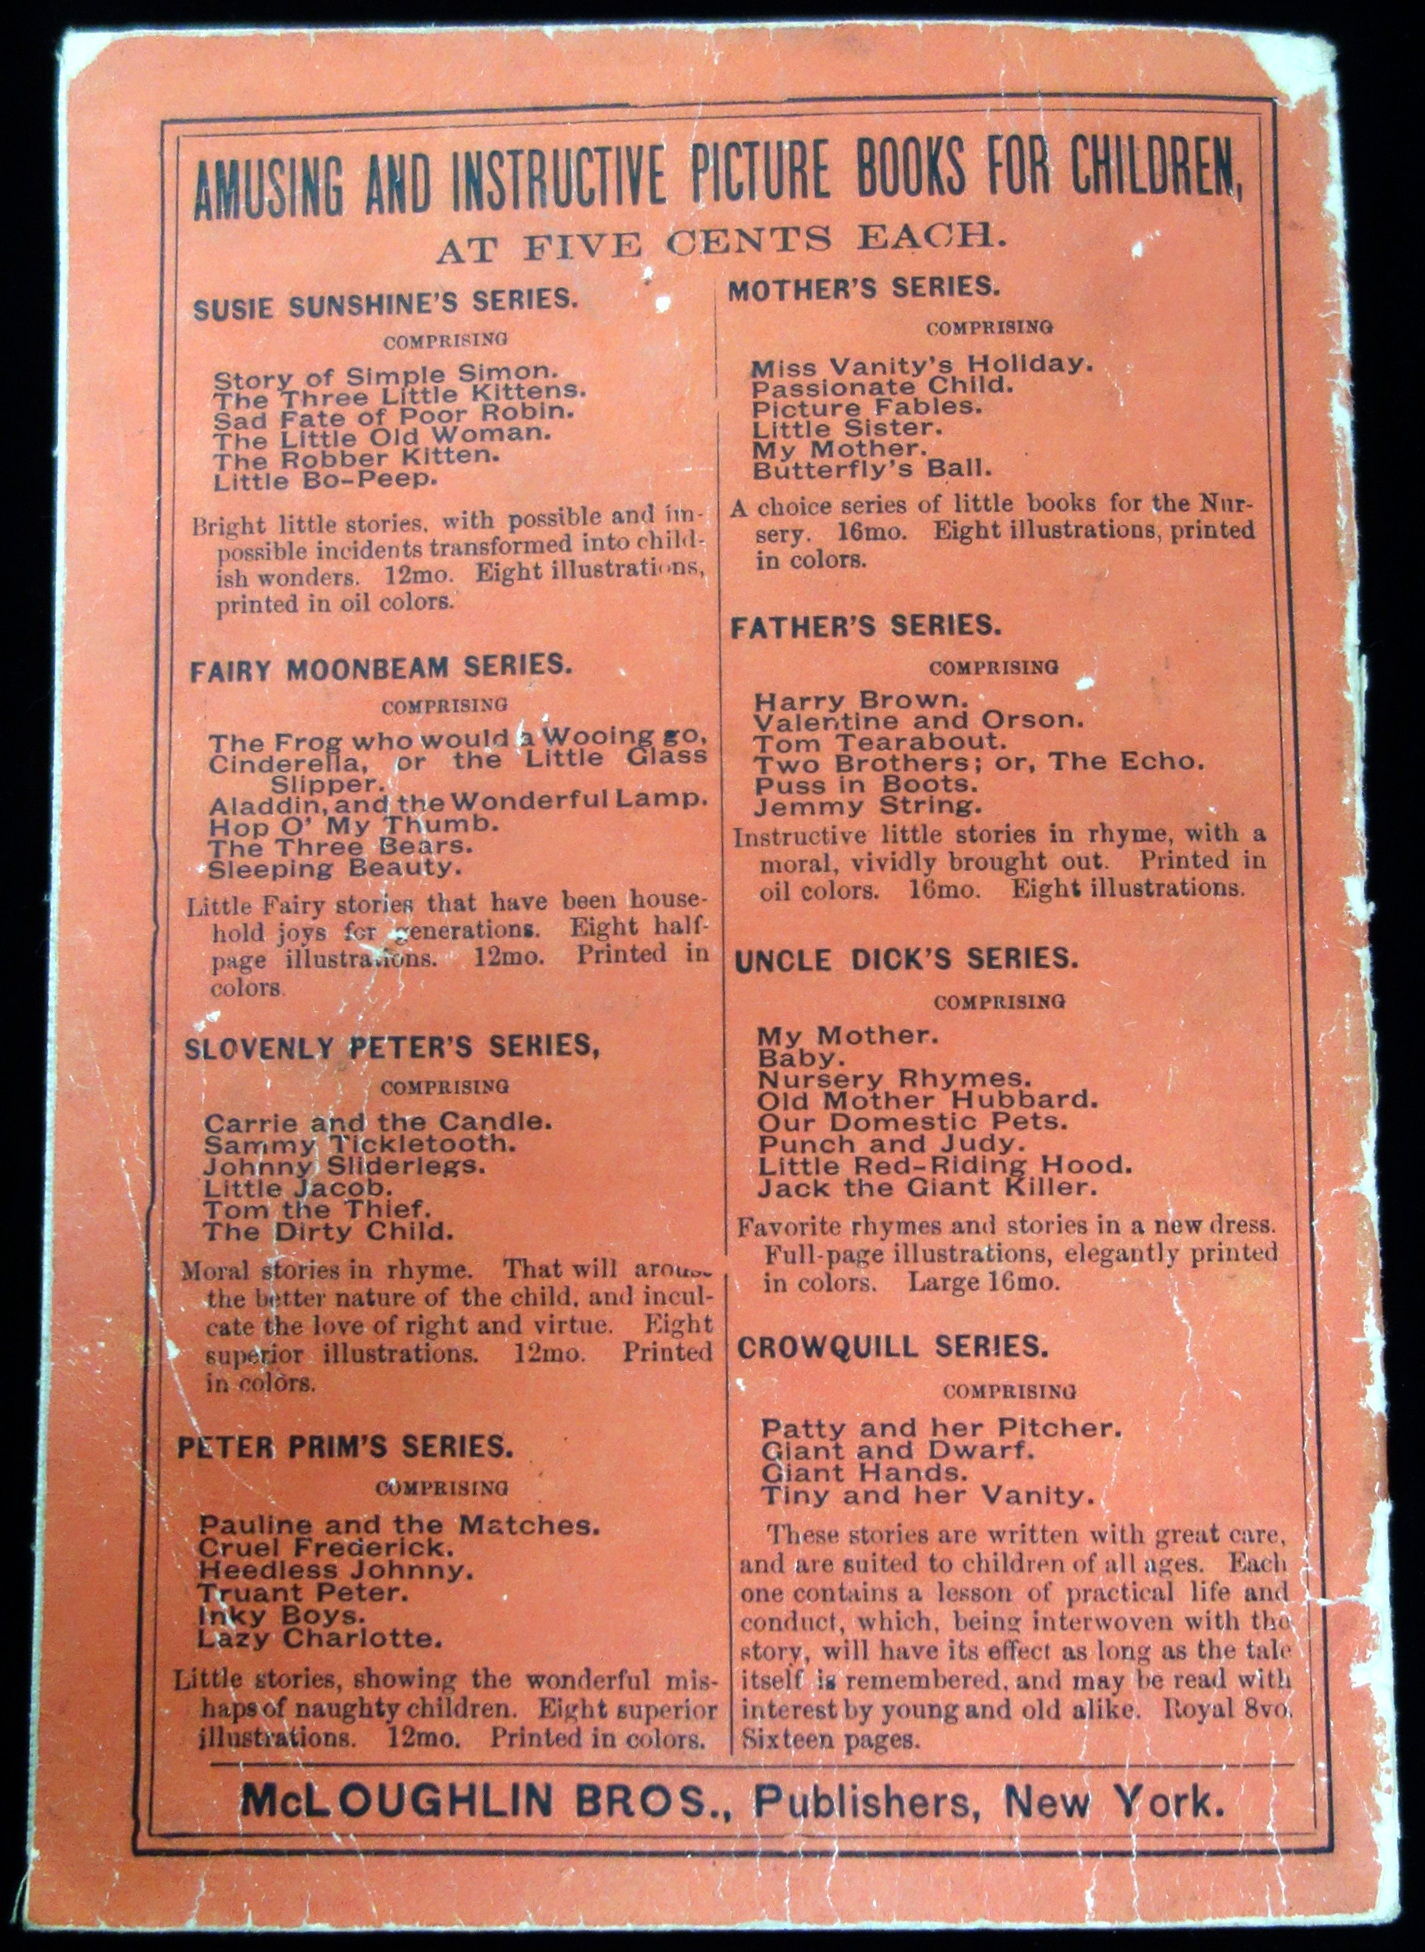 AMUSING AND INSTRUCTIVE PICTURE BOOKS FOR CHILDREN,
AT FIVE CENTS EACH.
SUSIE SUNSHINE'S SERIES.
COMPRISING
Story of Simple Simon.
The Three Little Kittens.
Sad Fate of Poor Robin.
The Little Old Woman.
The Robber Kitten.
Little Bo-Peep.
Bright little stories, with possible and im-
possible incidents transformed into child-
ish wonders. 12mo. Eight illustrations,
printed in oil colors.
FAIRY MOONBEAM SERIES.
COMPRISING
The Frog who would a Wooing go,
Cinderella, or the Little Glass
Slipper.
Aladdin, and the Wonderful Lamp.
Hop O' My Thumb.
The Three Bears.
Sleeping Beauty.
Little Fairy stories that have been house-
hold joys for generations. Eight half-
page illustrations. 12mo. Printed in
colors.
SLOVENLY PETER'S SERIES,
COMPRISING
Carrie and the Candle.
Sammy Tickletooth.
Johnny Sliderlegs.
Little Jacob.
Tom the Thief.
The Dirty Child.
Moral stories in rhyme. That will arouse
the better nature of the child, and incul-
cate the love of right and virtue. Eight
superior illustrations. 12mo. Printed
in colors.
PETER PRIM'S SERIES.
COMPRISING
Pauline and the Matches.
Cruel Frederick.
Heedless Johnny.
Truant Peter.
Inky Boys.
Lazy Charlotte.
Little stories, showing the wonderful mis-
haps of naughty children. Eight superior
illustrations. 12mo. Printed in colors.
MOTHER'S SERIES.
COMPRISING
Miss Vanity's Holiday.
Passionate Child.
Picture Fables.
Little Sister.
My Mother.
Butterfly's Ball.
A choice series of little books for the Nur-
sery. 16mo. Eight illustrations, printed
in colors.
FATHER'S SERIES.
COMPRISING
Harry Brown.
Valentine and Orson.
Tom Tearabout.
Two Brothers; or, The Echo.
Puss in Boots.
Jemmy String.
Instructive little stories in rhyme, with a
moral, vividly brought out. Printed in
oil colors. 16mo. Eight illustrations.
UNCLE DICK'S SERIES.
COMPRISING
My Mother.
Baby.
Nursery Rhymes.
Old Mother Hubbard.
Our Domestic Pets.
Punch and Judy.
Little Red-Riding Hood.
Jack the Giant Killer.
Favorite rhymes and stories in a new dress.
Full-page illustrations, elegantly printed
in colors. Large 16mo.
CROWQUILL SERIES.
COMPRISING
Patty and her Pitcher.
Giant and Dwarf.
Giant Hands.
Tiny and her Vanity.
These stories are written with great care,
and are suited to children of all ages. Each
one contains a lesson of practical life and
conduct, which, being interwoven with the
story, will have its effect as long as the tale
itself is remembered, and may be read with
interest by young and old alike. Royal 8vo.
Sixteen pages.
McLOUGHLIN BROS., Publishers, New York.